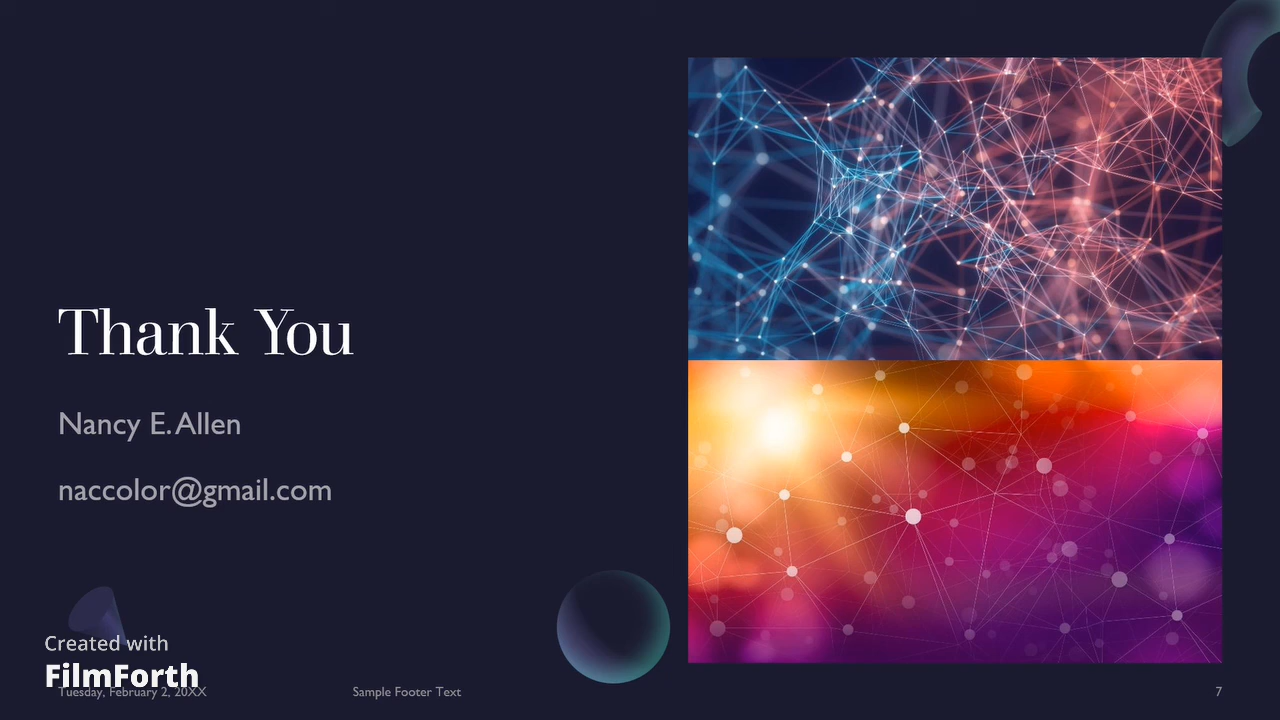 Thank You
Nancy E. Allen
naccolor@gmail.com
Created with
FilmForth
Tuesday, February 2, 20XX
Sample Footer Text
7